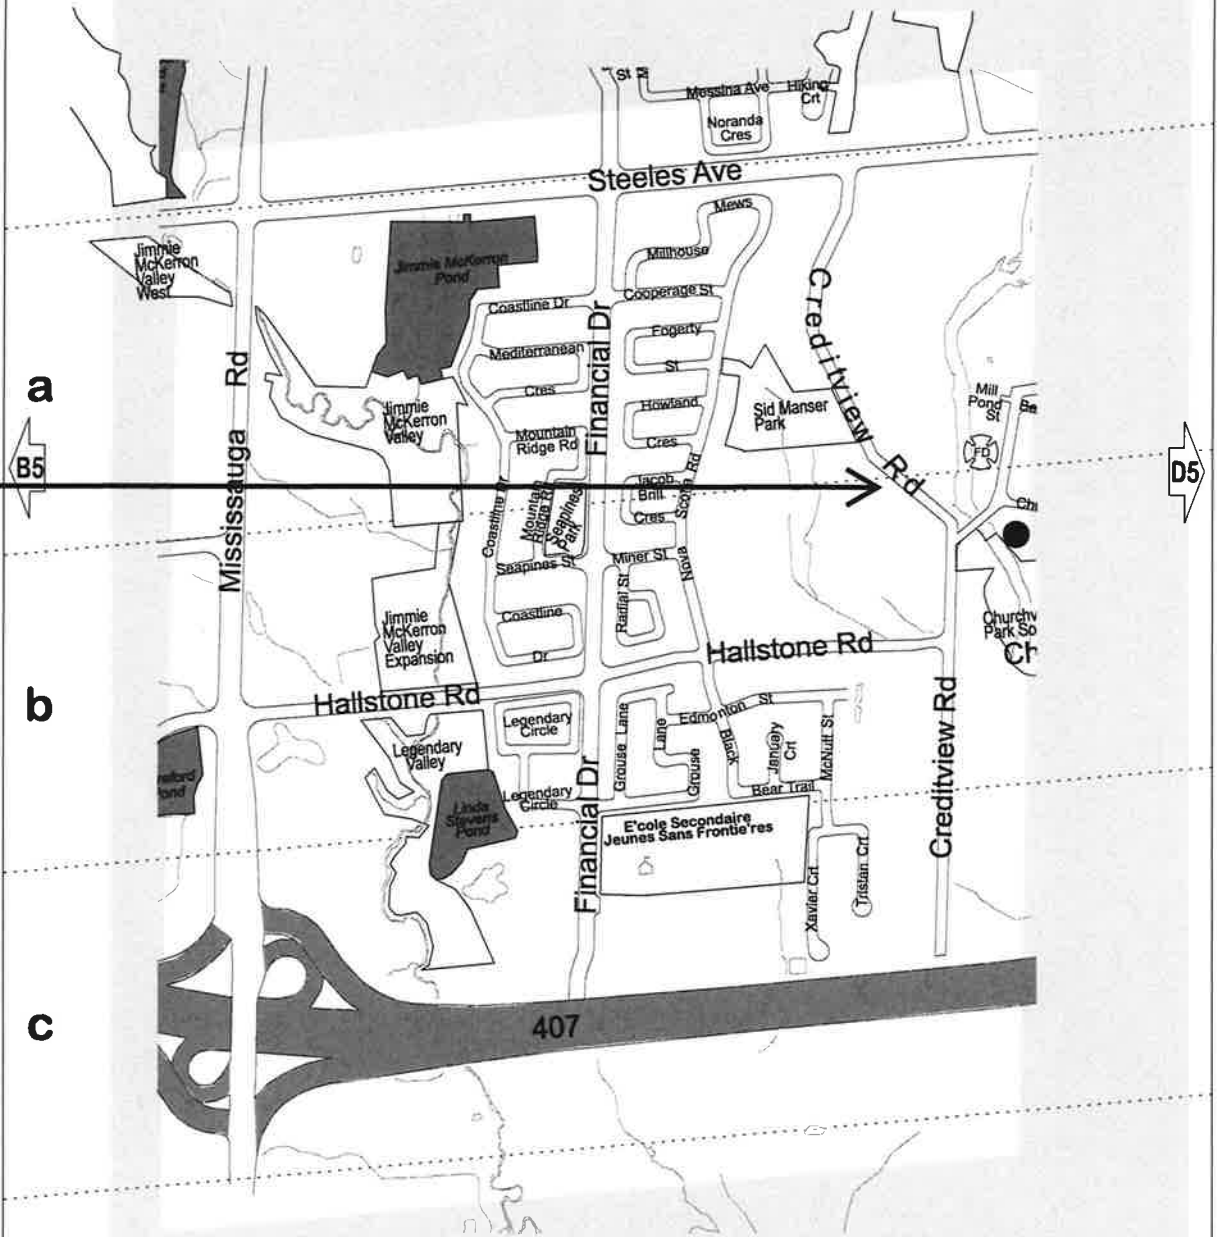 St
Messina Ave
Hiking
Crt
Noranda
Cres
Steeles Ave
Mews
Jimmie
McKerron
Valley
West
Jimmie McKerron
Pond
Millhouse
Cooperage St
Coastline Dr
Financial Dr
Creditview Rd
Fogerty
St
Mediterranean
Cres
Mississauga Rd
a
Howland
Cres
Sid Manser
Park
Mill
Pond
St
Be
Jimmie
McKerron
Valley
Mountain
Ridge Rd
FD
B5
D5
Jacob
Brill
Cres
Scotia Rd
Nova
Coastline Dr
Mountain
Ridge Rd
Seapines
Park
Seapines St
Miner St
Radial St
Jimmie
McKerron
Valley
Expansion
Coastline
Dr
Churchv
Park So
Ch
Hallstone Rd
Hallstone Rd
b
Legendary
Circle
Legendary
Valley
Grouse Lane
Lane
Grouse
Edmonton St
Black
January
Crt
McNuff St
Creditview Rd
Bear Trail
Legendary
Circle
Linda
Stevens
Pond
Financial Dr
E'cole Secondaire
Jeunes Sans Frontie'res
Xavier Crt
Tristan Crt
c
407